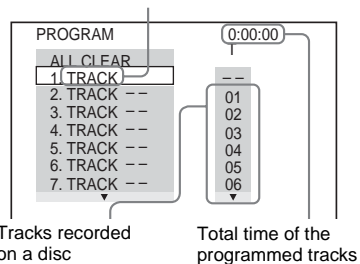 PROGRAM 0:00:00
ALL CLEAR
1. TRACK – –
2. TRACK – – 01
3. TRACK – – 02
4. TRACK – – 03
5. TRACK – – 04
6. TRACK – – 05
7. TRACK – – 06
Tracks recorded
on a disc
Total time of the
programmed tracks